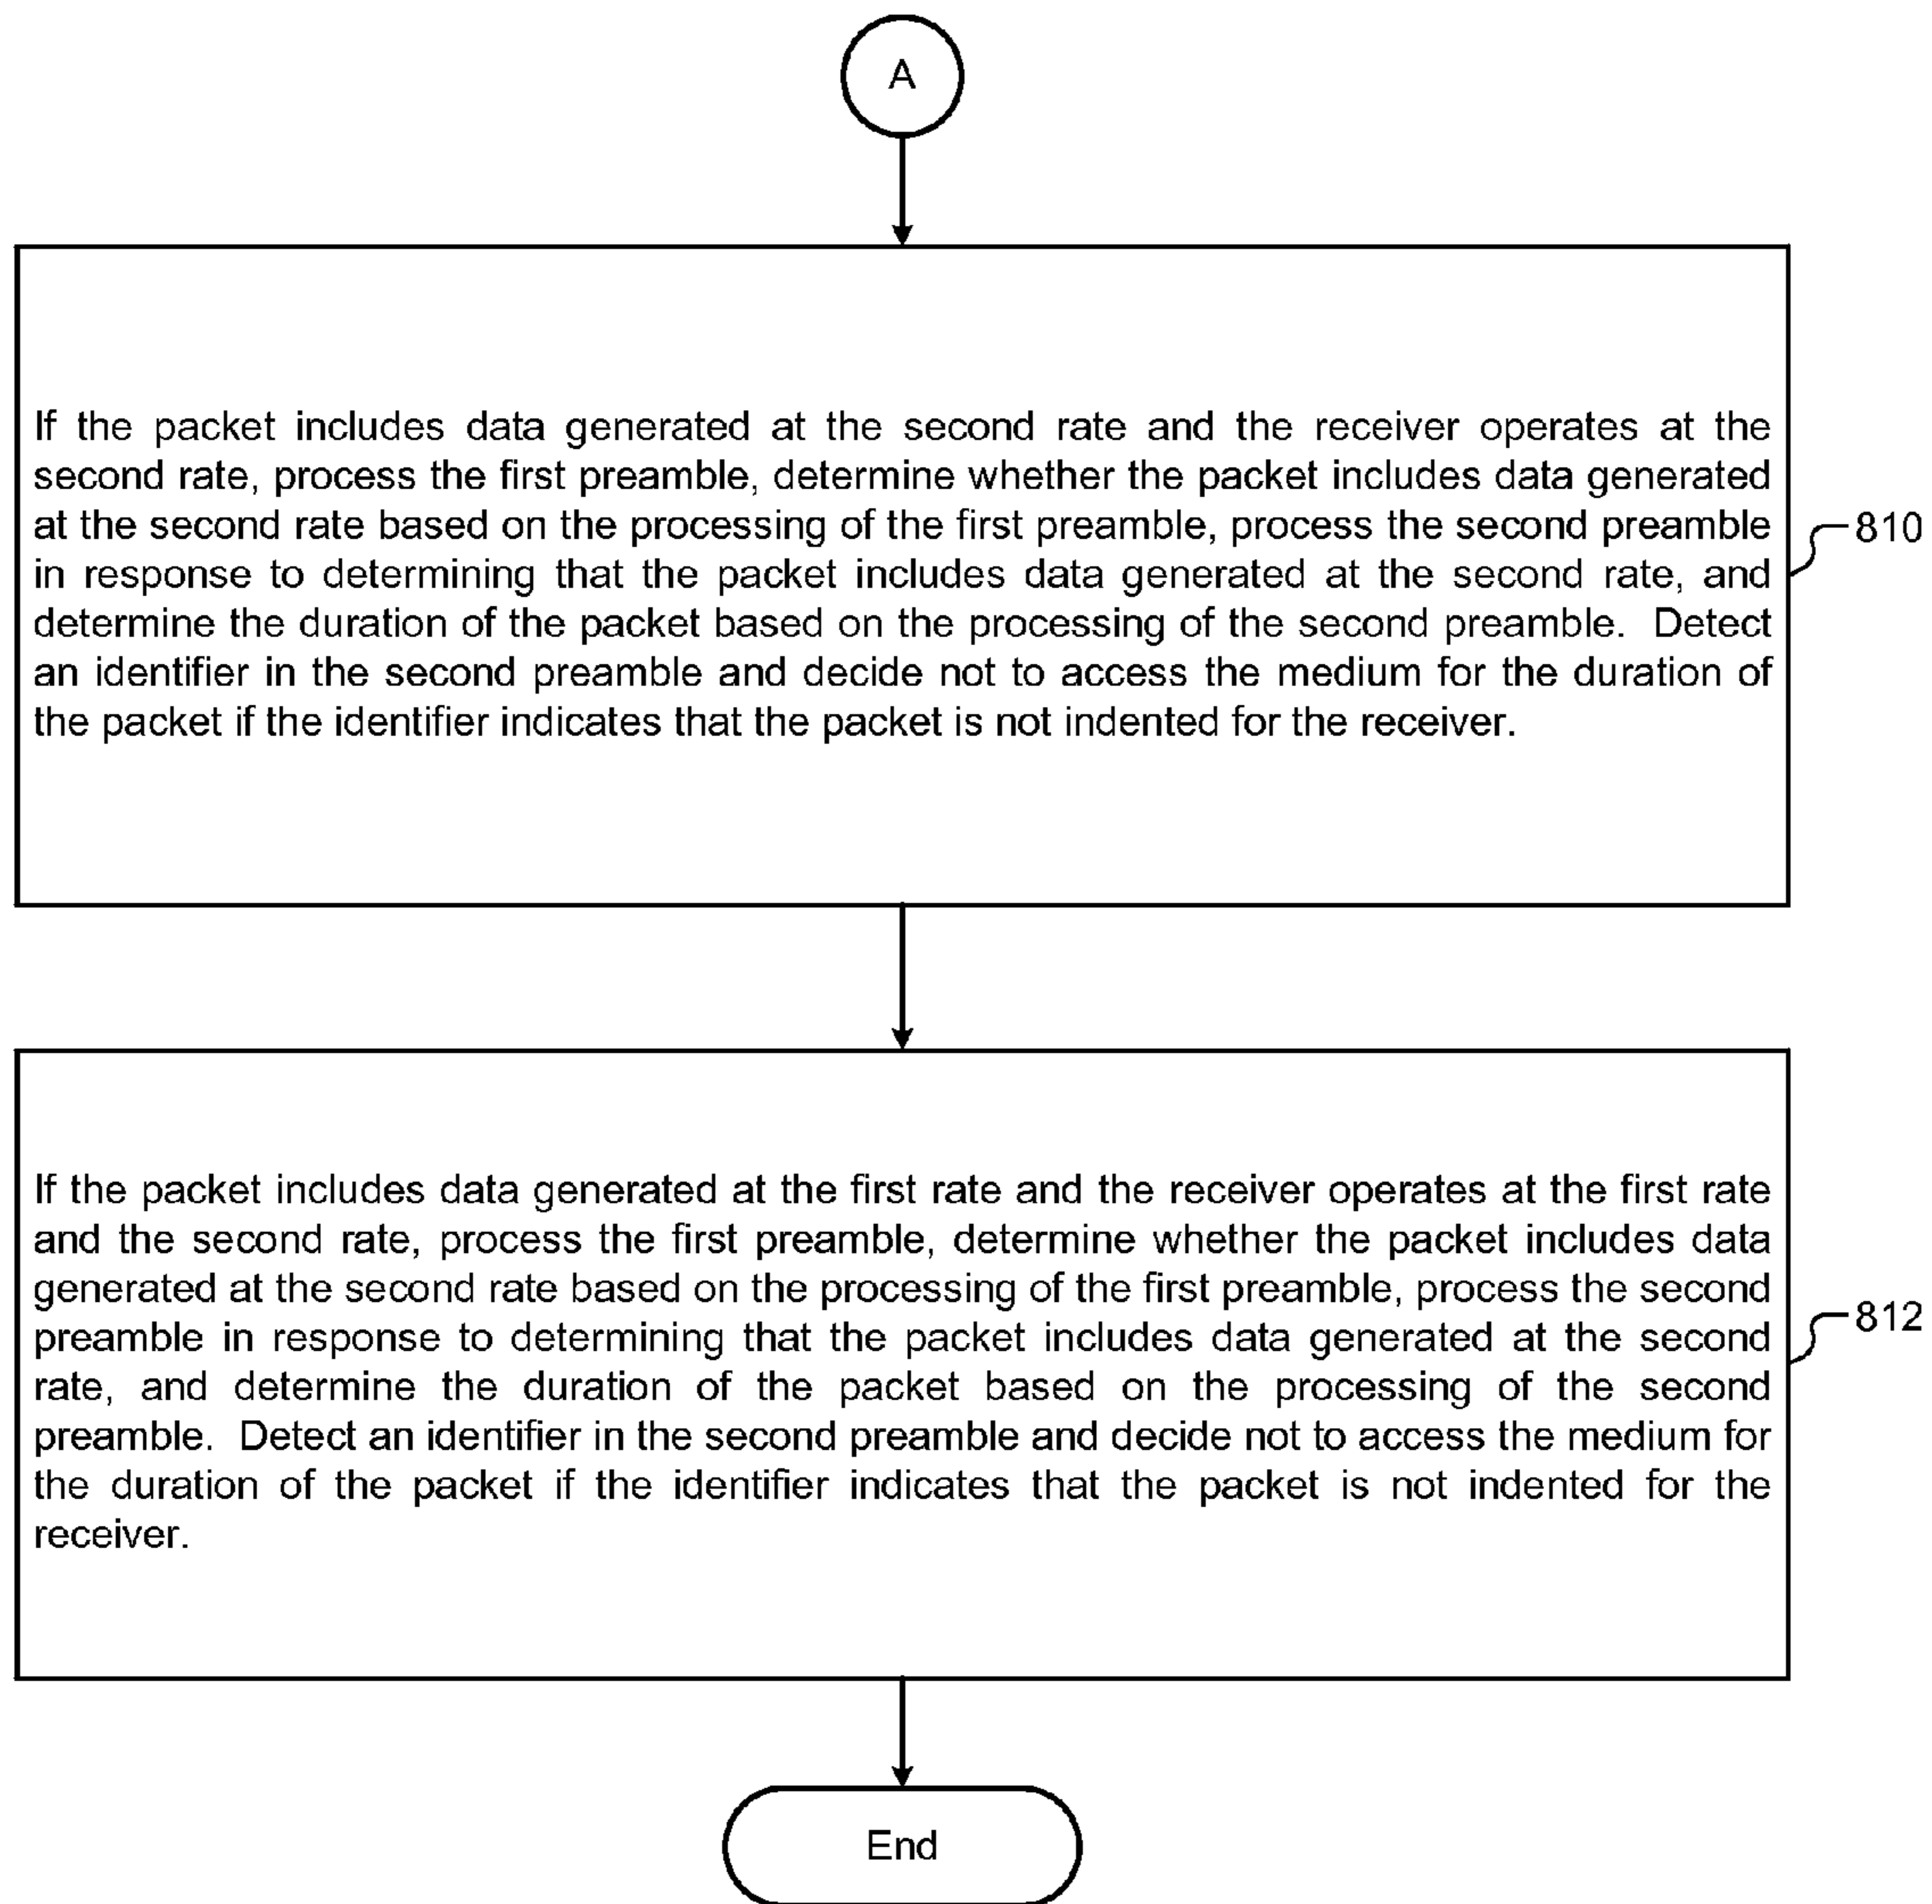 A
If the packet includes data generated at the second rate and the receiver operates at the
second rate, process the first preamble, determine whether the packet includes data generated
at the second rate based on the processing of the first preamble, process the second preamble
in response to determining that the packet includes data generated at the second rate, and
determine the duration of the packet based on the processing of the second preamble. Detect
an identifier in the second preamble and decide not to access the medium for the duration of
the packet if the identifier indicates that the packet is not indented for the receiver.
810
If the packet includes data generated at the first rate and the receiver operates at the first rate
and the second rate, process the first preamble, determine whether the packet includes data
generated at the second rate based on the processing of the first preamble, process the second
preamble in response to determining that the packet includes data generated at the second
rate, and determine the duration of the packet based on the processing of the second
preamble. Detect an identifier in the second preamble and decide not to access the medium for
the duration of the packet if the identifier indicates that the packet is not indented for the
receiver.
812
End